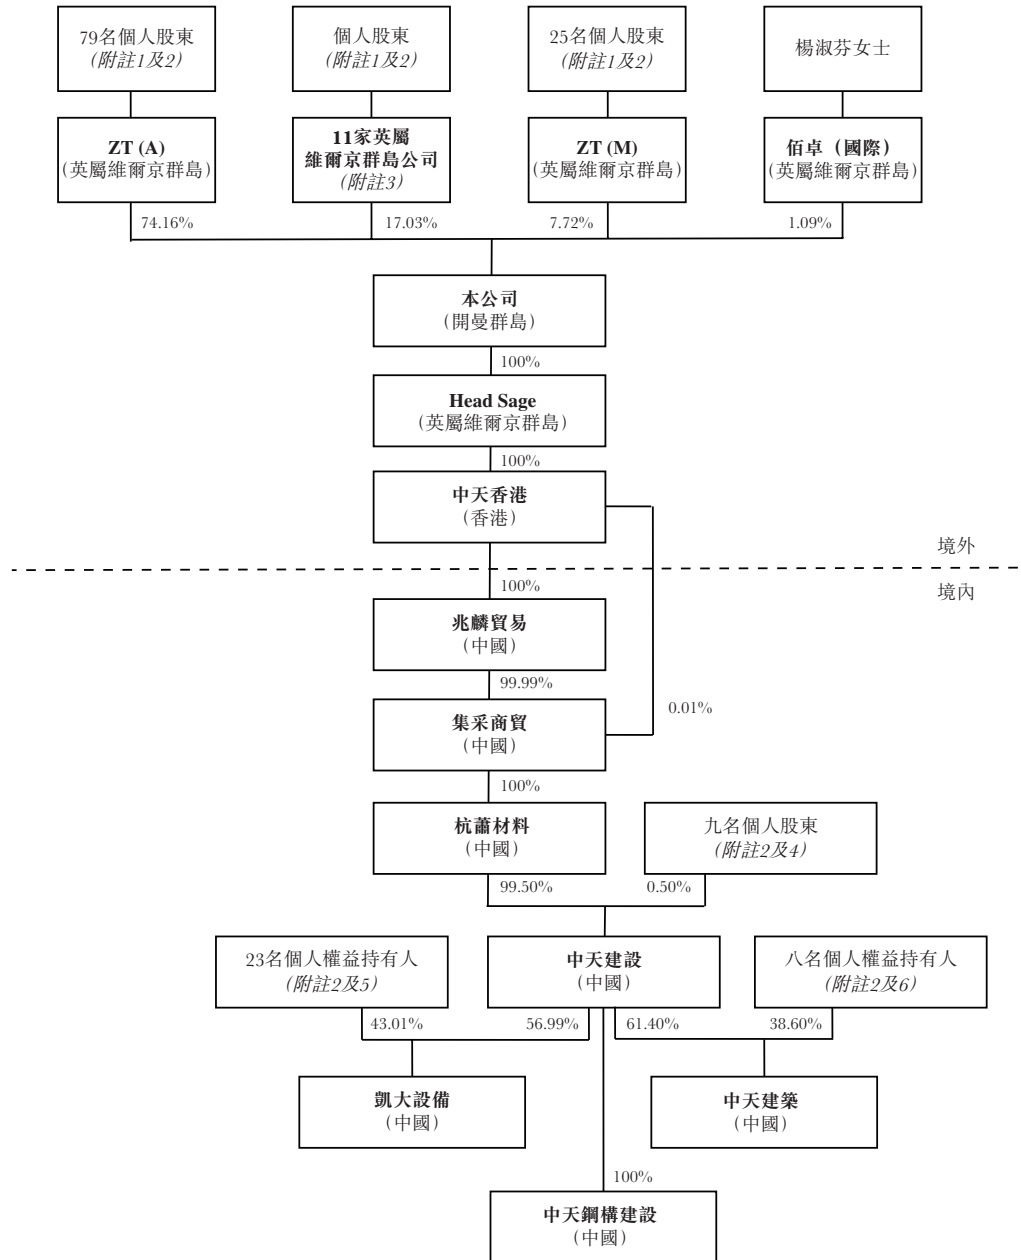 79名個人股東
(附註1及2)
個人股東
(附註1及2)
25名個人股東
(附註1及2)
楊淑芬女士
ZT (A)
(英屬維爾京群島)
11家英屬
維爾京群島公司
(附註3)
ZT (M)
(英屬維爾京群島)
佰卓（國際）
(英屬維爾京群島)
74.16%
17.03%
7.72%
1.09%
本公司
(開曼群島)
100%
Head Sage
(英屬維爾京群島)
100%
中天香港
(香港)
境外
境內
100%
兆麟貿易
(中國)
99.99%
0.01%
集采商貿
(中國)
100%
杭蕭材料
(中國)
九名個人股東
(附註2及4)
99.50%
0.50%
23名個人權益持有人
(附註2及5)
中天建設
(中國)
八名個人權益持有人
(附註2及6)
43.01%
56.99%
61.40%
38.60%
凱大設備
(中國)
中天建築
(中國)
100%
中天鋼構建設
(中國)